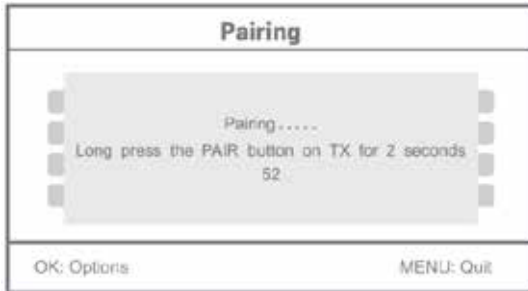 Pairing
Pairing.....
Long press the PAIR button on TX for 2 seconds
52
OK: Options
MENU: Quit